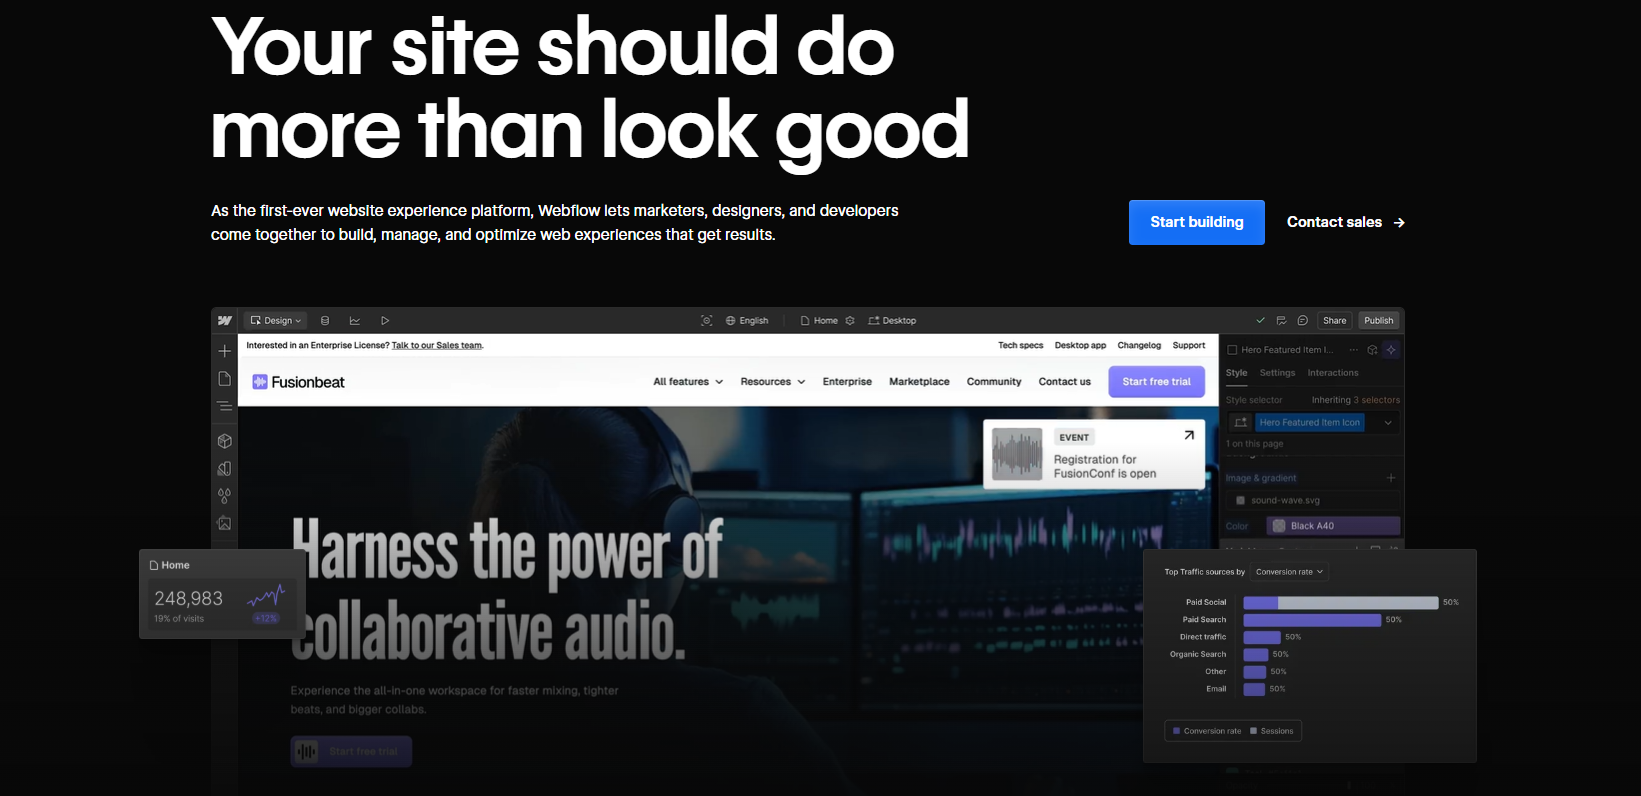 Your site should do
more than look good
As the first-ever website experience platform, Webflow lets marketers, designers, and developers
come together to build, manage, and optimize web experiences that get results.
Start building
Contact sales →
Design
English
Home
Desktop
Share
Publish
Interested in an Enterprise License? Talk to our Sales team.
Tech specs
Desktop app
Changelog
Support
Fusionbeat
All features
Resources
Enterprise
Marketplace
Community
Contact us
Start free trial
EVENT
Registration for
FusionConf is open
Harness the power of
collaborative audio.
Experience the all-in-one workspace for faster mixing, tighter
beats, and bigger collabs.
Start free trial
Hero Featured Item I...
Style
Settings
Interactions
Style selector
Inheriting 3 selectors
Hero Featured Item Icon
1 on this page
Image & gradient
sound-wave.svg
Color
Black A40
Home
248,983
19% of visits
+12%
Top Traffic sources by
Conversion rate
Paid Social 50%
Paid Search 50%
Direct traffic 50%
Organic Search 50%
Other 50%
Email 50%
Conversion rate
Sessions